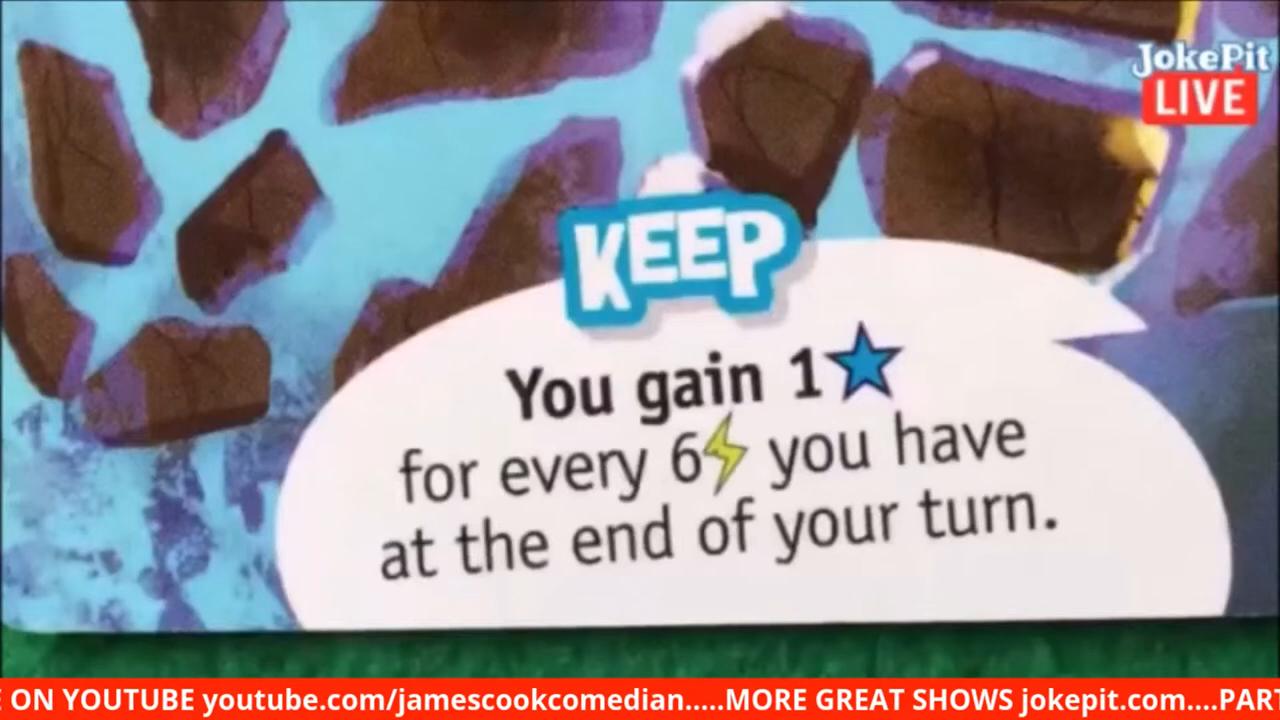 JokePit
LIVE
KEEP
You gain 1
for every 6 you have
at the end of your turn.
E ON YOUTUBE youtube.com/jamescookcomedian.....MORE GREAT SHOWS jokepit.com....PAR